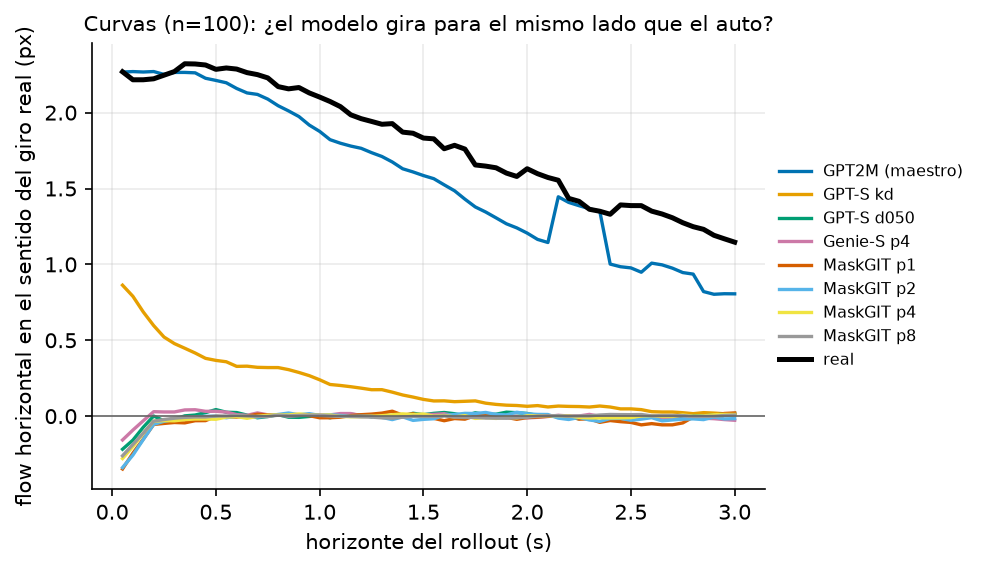 Curvas (n=100): ¿el modelo gira para el mismo lado que el auto?
flow horizontal en el sentido del giro real (px)
2.0
1.5
1.0
0.5
0.0
0.0 0.5 1.0 1.5 2.0 2.5 3.0
horizonte del rollout (s)
GPT2M (maestro)
GPT-S kd
GPT-S d050
Genie-S p4
MaskGIT p1
MaskGIT p2
MaskGIT p4
MaskGIT p8
real